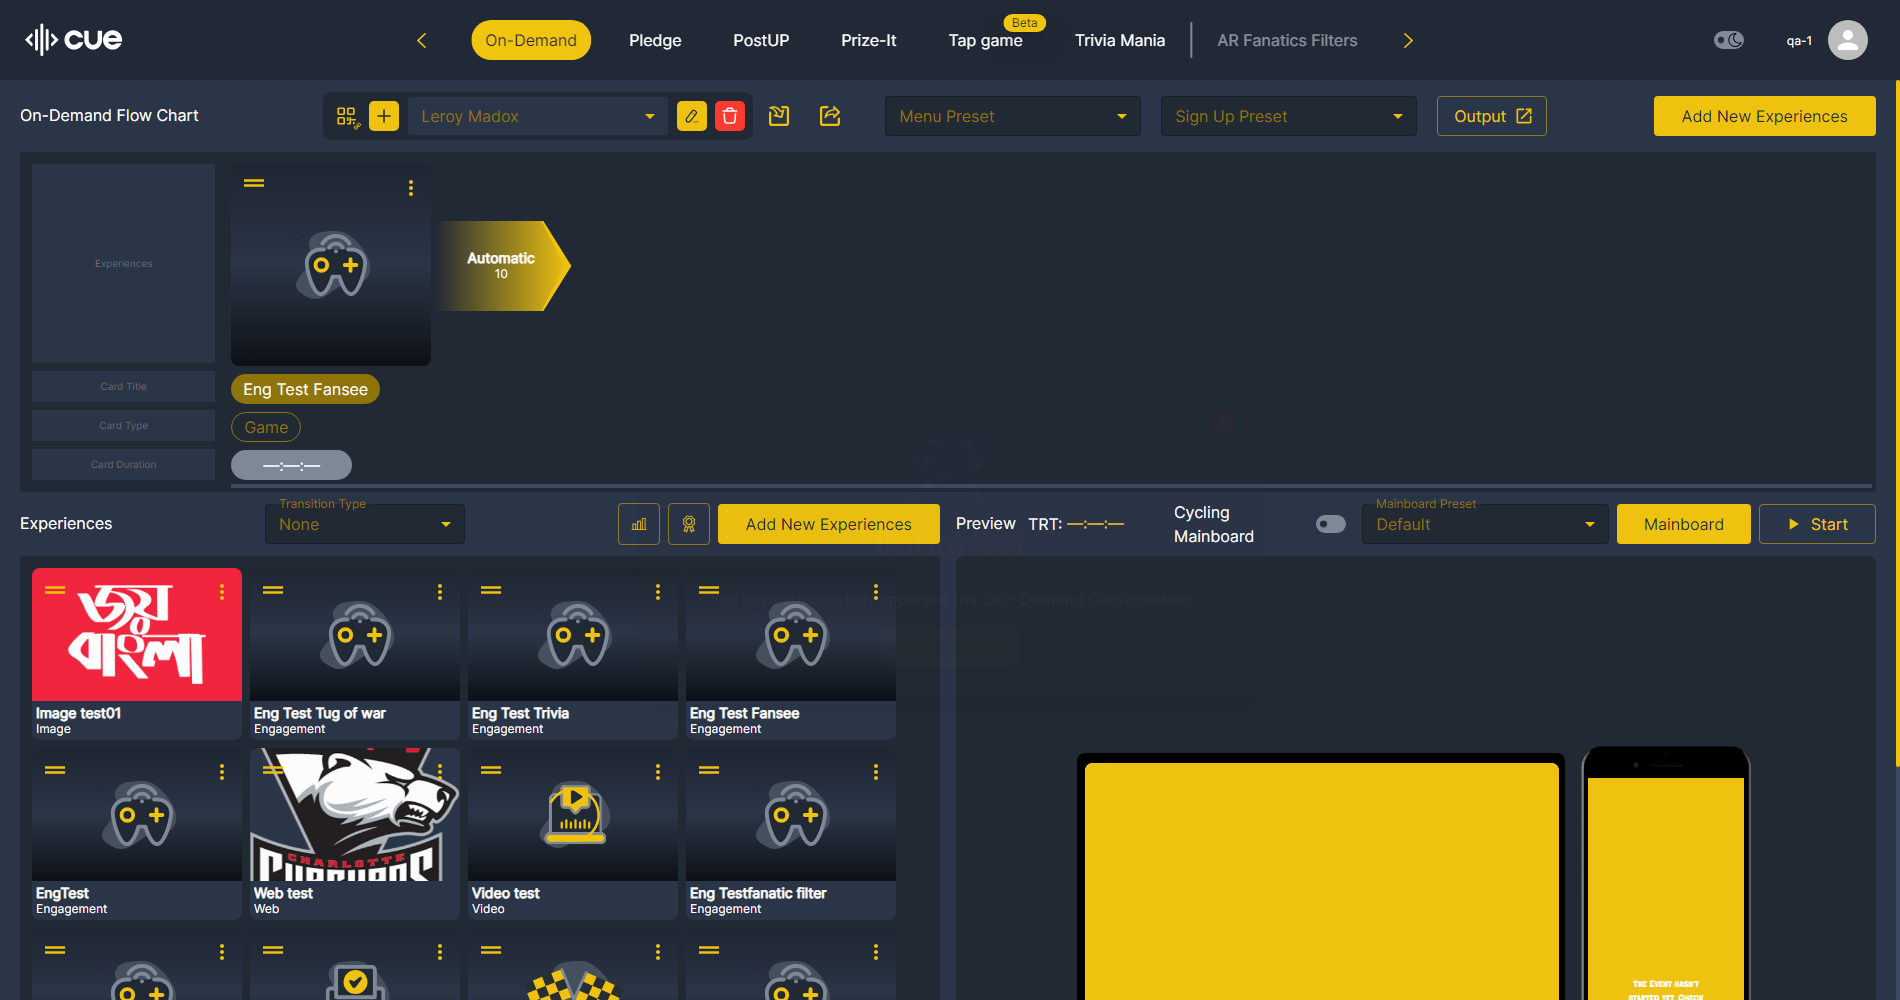 cue
On-Demand
Pledge
PostUP
Prize-It
Tap game
Beta
Trivia Mania
AR Fanatics Filters
qa-1
On-Demand Flow Chart
Leroy Madox
Menu Preset
Sign Up Preset
Output
Add New Experiences
Experiences
Automatic
10
Card Title
Eng Test Fansee
Card Type
Game
Card Duration
—:—:—
Experiences
Transition Type
None
Add New Experiences
Preview
TRT: —:—:—
Cycling
Mainboard
Mainboard Preset
Default
Mainboard
Start
Imported
You have successfully imported the On - Demand Configuration
জয়
বাংলা
Image test01
Image
Eng Test Tug of war
Engagement
Eng Test Trivia
Engagement
Eng Test Fansee
Engagement
EngTest
Engagement
CHARLOTTE
Web test
Web
Video test
Video
Eng Testfanatic filter
Engagement
The Event hasn't
started yet. Check